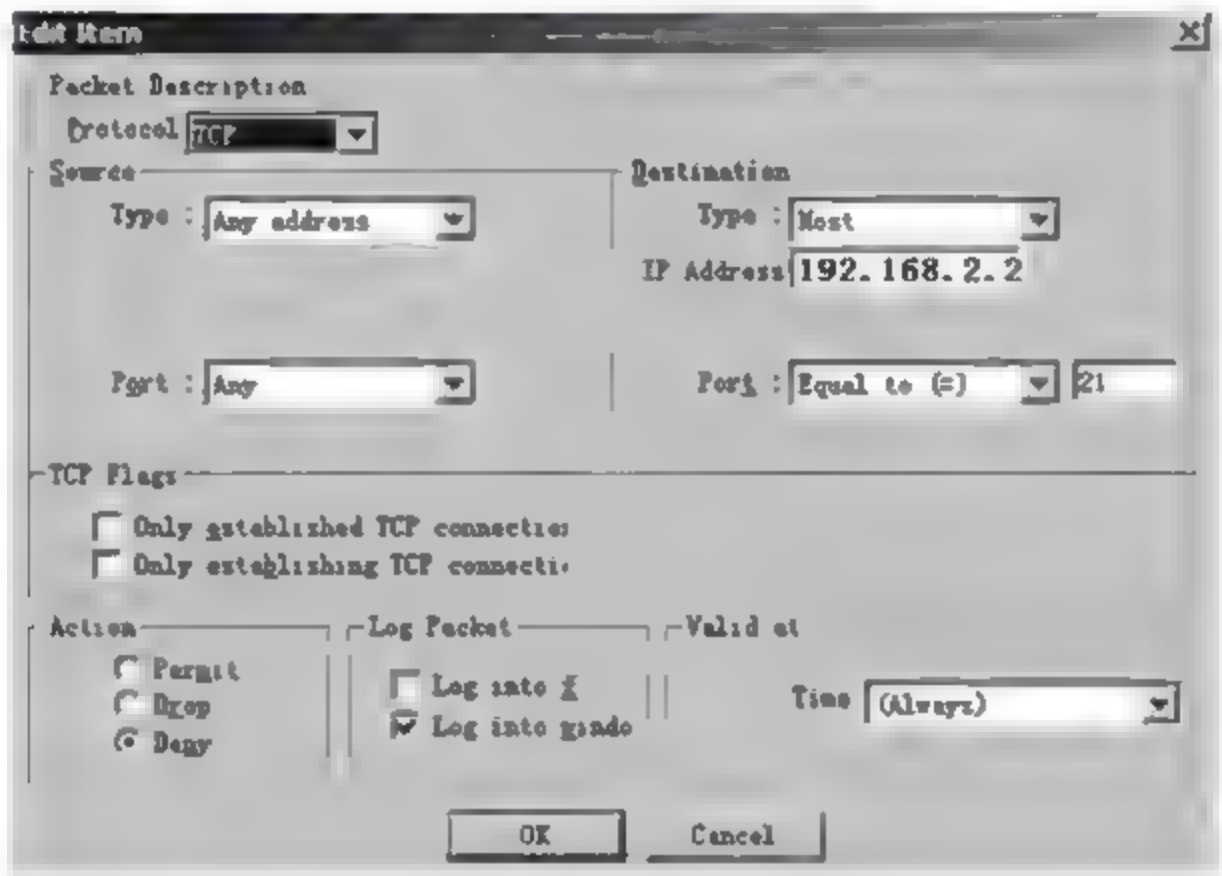 Edit Item
Packet Description
Protocol TCP
Source
Destination
Type : Any address
Type : Host
IP Address 192.168.2.2
Port : Any
Port : Equal to (=) 21
TCP Flags
Only established TCP connection
Only establishing TCP connecti
Action
Log Packet
Valid at
Permit
Drop
Deny
Log into f
Log into windo
Time (Always)
OK
Cancel